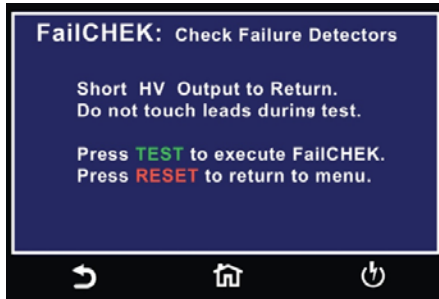 FailCHEK: Check Failure Detectors
Short HV Output to Return.
Do not touch leads during test.
Press TEST to execute FailCHEK.
Press RESET to return to menu.